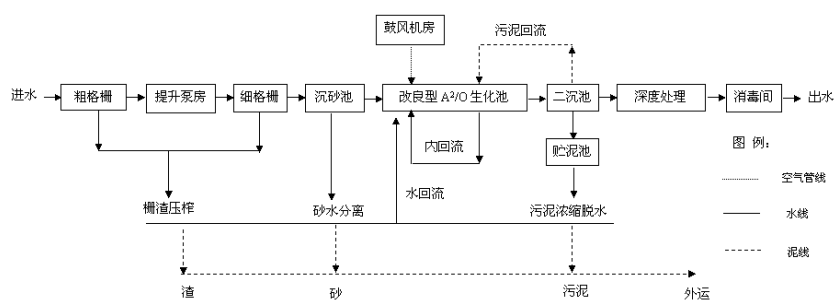 鼓风机房
污泥回流
进水
粗格栅
提升泵房
细格栅
沉砂池
改良型 A²/O 生化池
二沉池
深度处理
消毒间
出水
内回流
贮泥池
图 例:
空气管线
水回流
栅渣压榨
砂水分离
污泥浓缩脱水
水线
泥线
渣
砂
污泥
外运